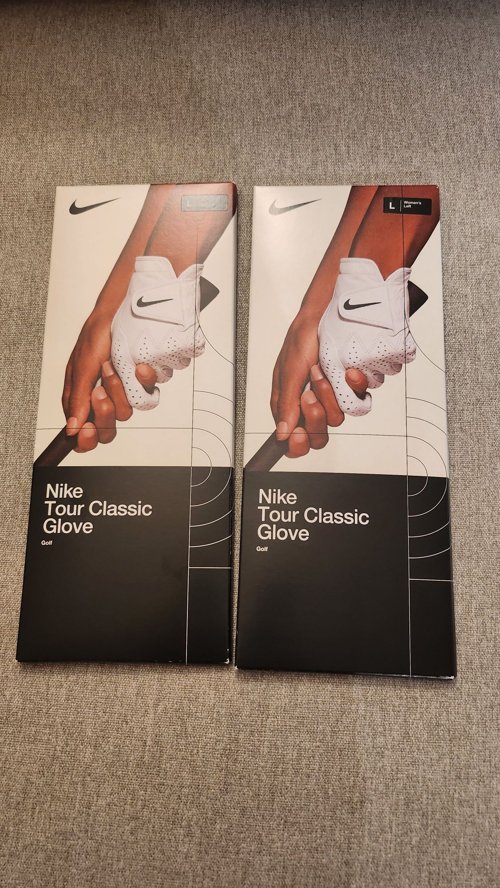 L
Nike
Tour Classic
Glove
Golf
L
Women's
Left
Nike
Tour Classic
Glove
Golf